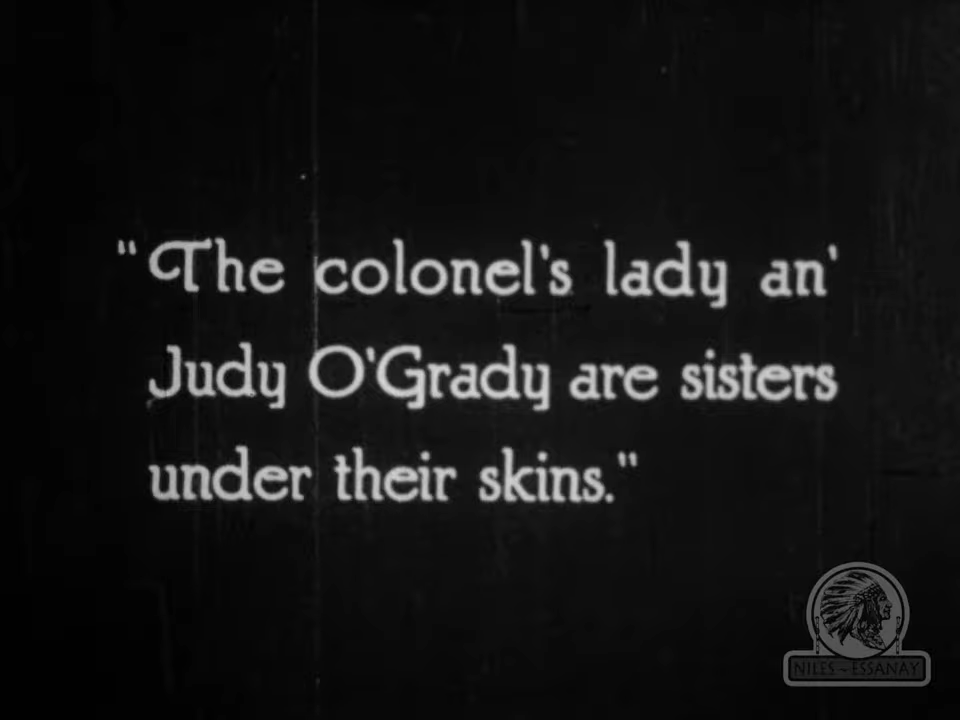 "The colonel's lady an'
Judy O'Grady are sisters
under their skins."
NILES-ESSANAY